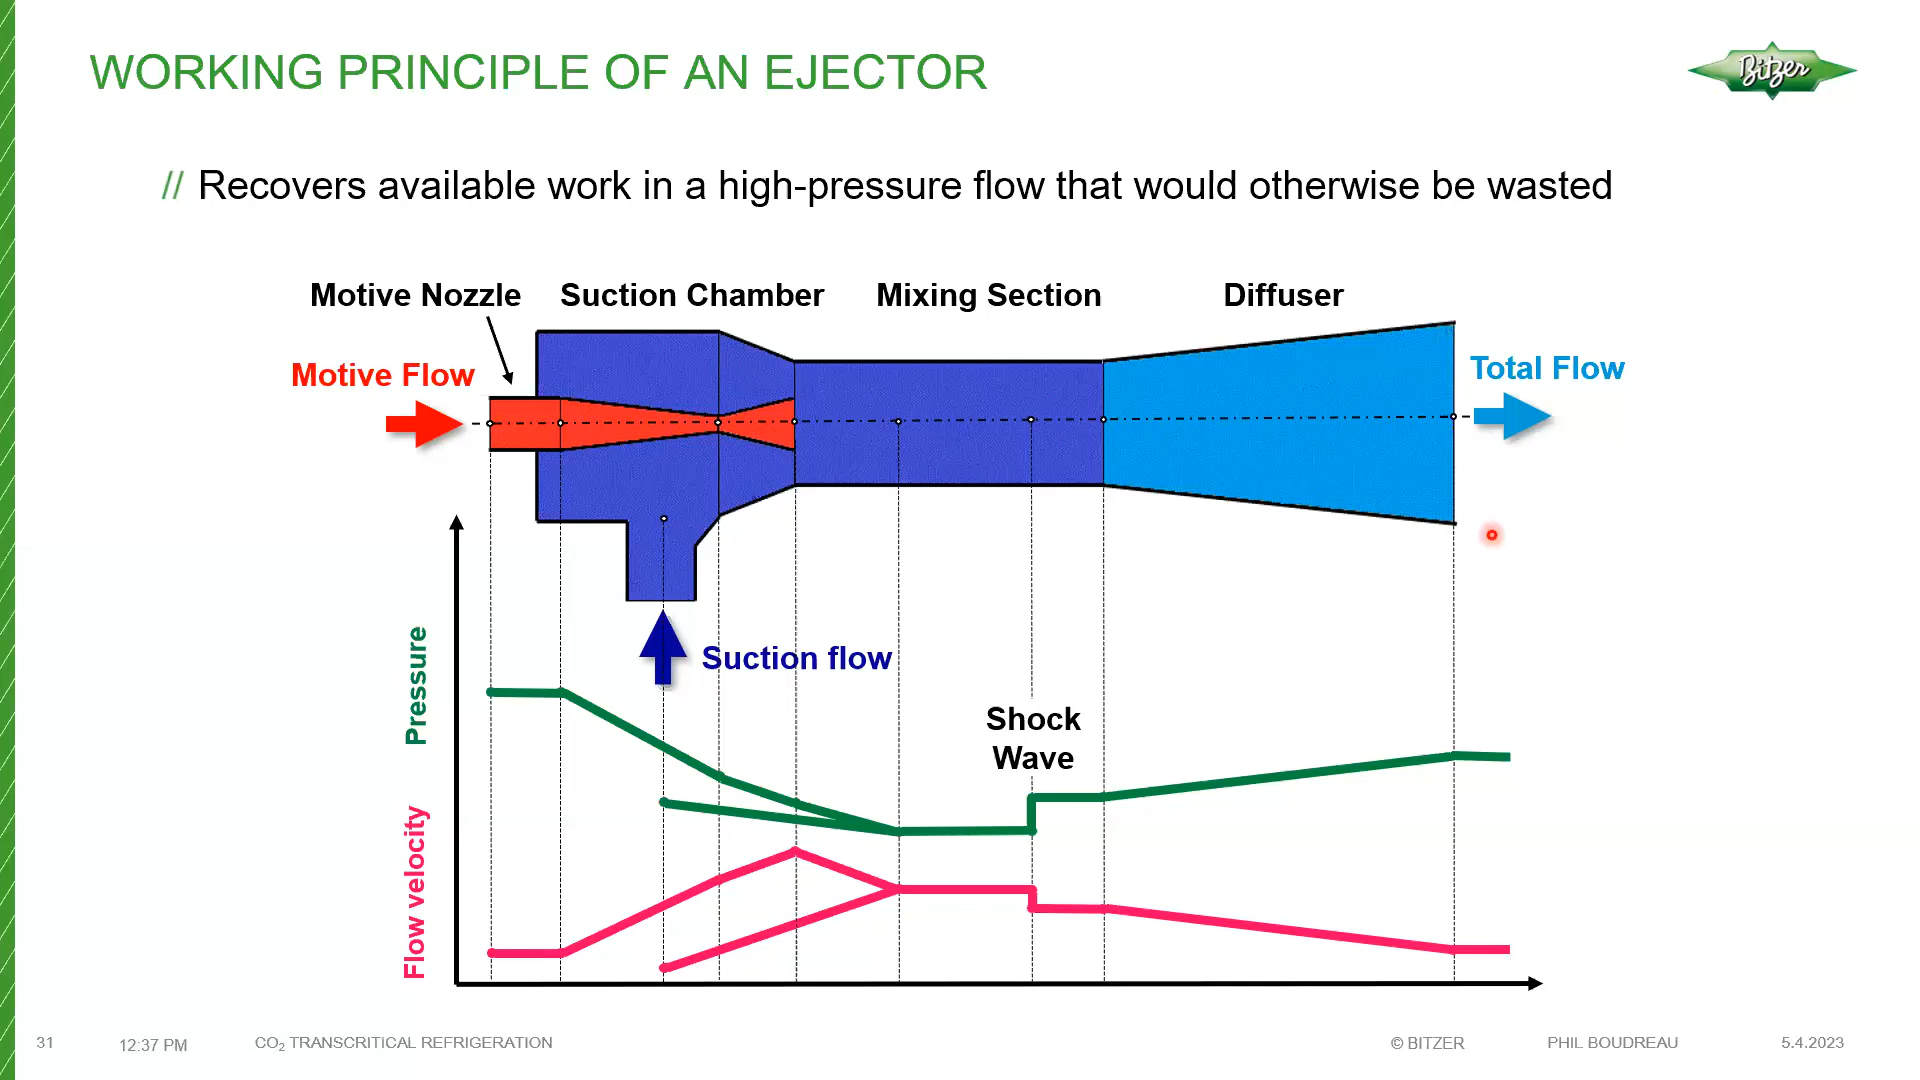 WORKING PRINCIPLE OF AN EJECTOR
Bitzer
// Recovers available work in a high-pressure flow that would otherwise be wasted
Motive Nozzle
Suction Chamber
Mixing Section
Diffuser
Motive Flow
Total Flow
Suction flow
Pressure
Shock
Wave
Flow velocity
31
12:37 PM
CO₂ TRANSCRITICAL REFRIGERATION
© BITZER
PHIL BOUDREAU
5.4.2023